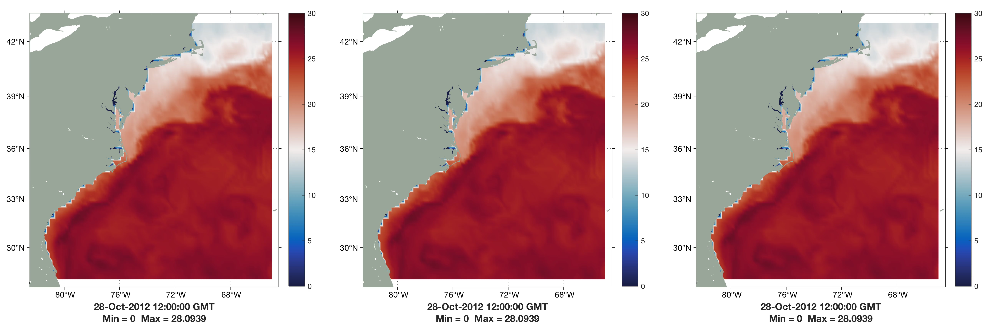 30 30 30
42°N 25 42°N 25 42°N 25
39°N 20 39°N 20 39°N 20
36°N 15 36°N 15 36°N 15
33°N 10 33°N 10 33°N 10
30°N 5 30°N 5 30°N 5
0 0 0
80°W 76°W 72°W 68°W 80°W 76°W 72°W 68°W 80°W 76°W 72°W 68°W
28-Oct-2012 12:00:00 GMT 28-Oct-2012 12:00:00 GMT 28-Oct-2012 12:00:00 GMT
Min = 0 Max = 28.0939 Min = 0 Max = 28.0939 Min = 0 Max = 28.0939